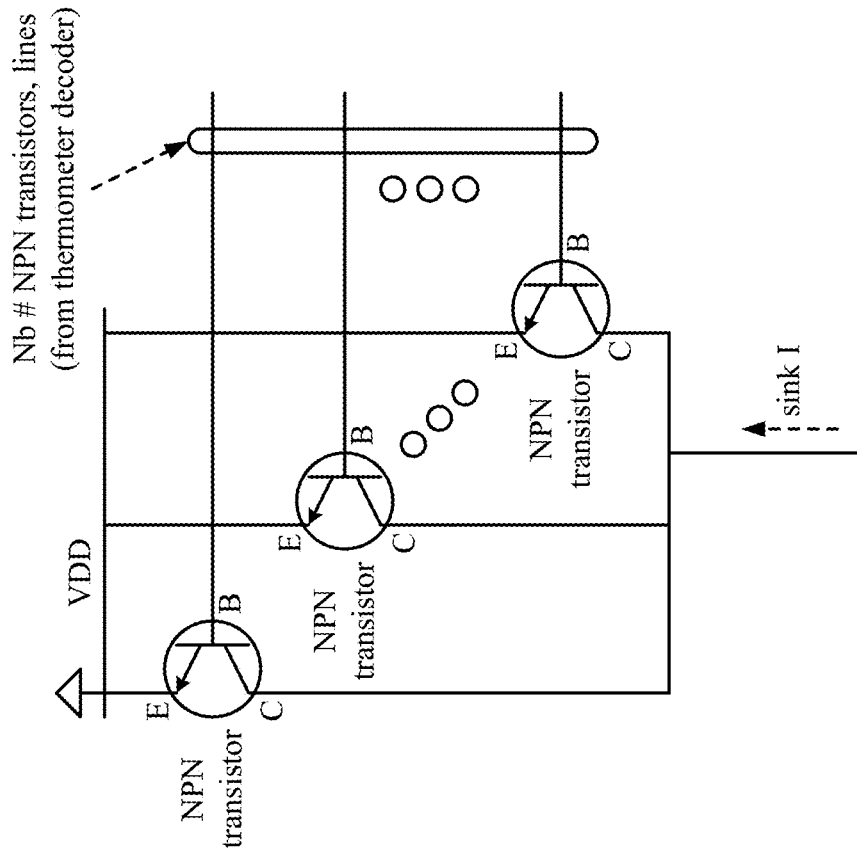 Nb # NPN transistors, lines
(from thermometer decoder)
VDD
E
B
C
NPN
transistor
E
B
C
NPN
transistor
E
B
C
NPN
transistor
sink I